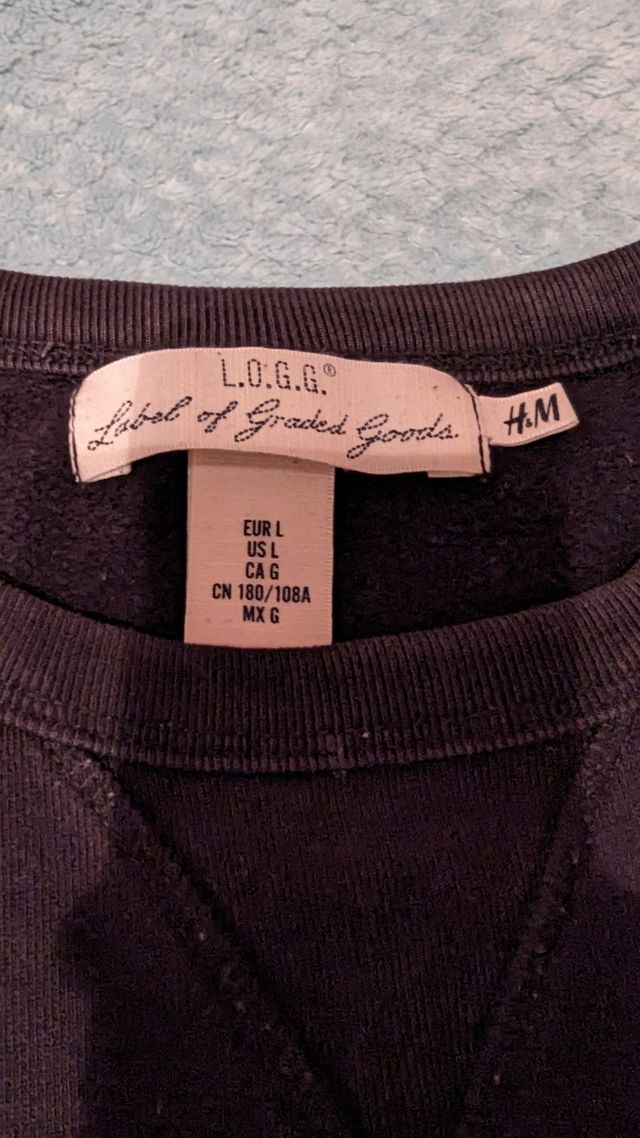 L.O.G.G.®
Label of Graded Goods
H&M
EUR L
US L
CA G
CN 180/108A
MX G